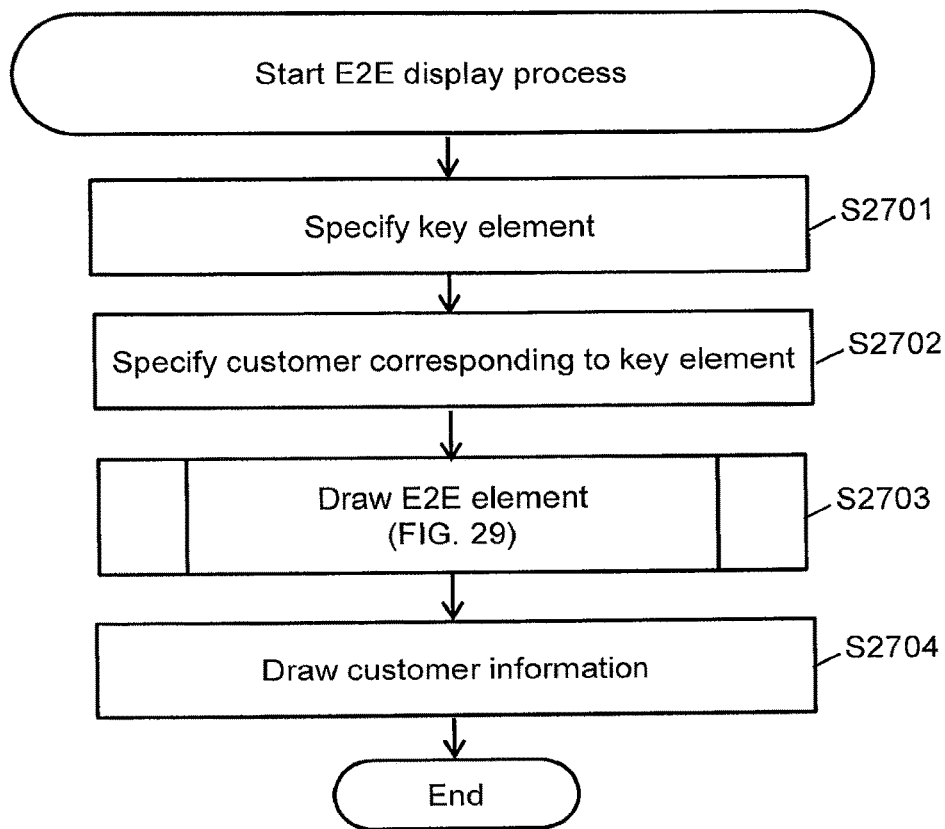 Start E2E display process
Specify key element
S2701
Specify customer corresponding to key element
S2702
Draw E2E element
(FIG. 29)
S2703
Draw customer information
S2704
End